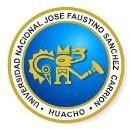 UNIVERSIDAD NACIONAL JOSE FAUSTINO SANCHEZ CARRION
• HUACHO •